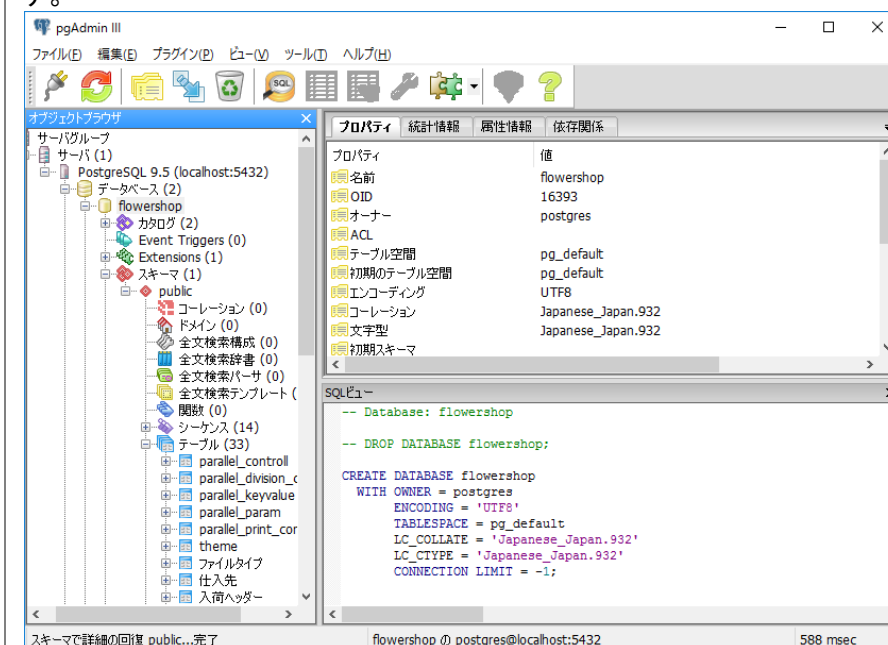 す。
pgAdmin III
ファイル(F) 編集(E) プラグイン(P) ビュー(V) ツール(T) ヘルプ(H)
SQL
オブジェクトブラウザ
サーバグループ
サーバ (1)
PostgreSQL 9.5 (localhost:5432)
データベース (2)
flowershop
カタログ (2)
Event Triggers (0)
Extensions (1)
スキーマ (1)
public
コーレーション (0)
ドメイン (0)
全文検索構成 (0)
全文検索辞書 (0)
全文検索パーサ (0)
全文検索テンプレート (
関数 (0)
シーケンス (14)
テーブル (33)
parallel_controll
parallel_division_c
parallel_keyvalue
parallel_param
parallel_print_cor
theme
ファイルタイプ
仕入先
入荷ヘッダー
プロパティ 統計情報 属性情報 依存関係
プロパティ 値
名前 flowershop
OID 16393
オーナー postgres
ACL
テーブル空間 pg_default
初期のテーブル空間 pg_default
エンコーディング UTF8
コーレーション Japanese_Japan.932
文字型 Japanese_Japan.932
初期スキーマ
SQLビュー
-- Database: flowershop
-- DROP DATABASE flowershop;
CREATE DATABASE flowershop
WITH OWNER = postgres
ENCODING = 'UTF8'
TABLESPACE = pg_default
LC_COLLATE = 'Japanese_Japan.932'
LC_CTYPE = 'Japanese_Japan.932'
CONNECTION LIMIT = -1;
スキーマで詳細の回復 public...完了 flowershop の postgres@localhost:5432 588 msec